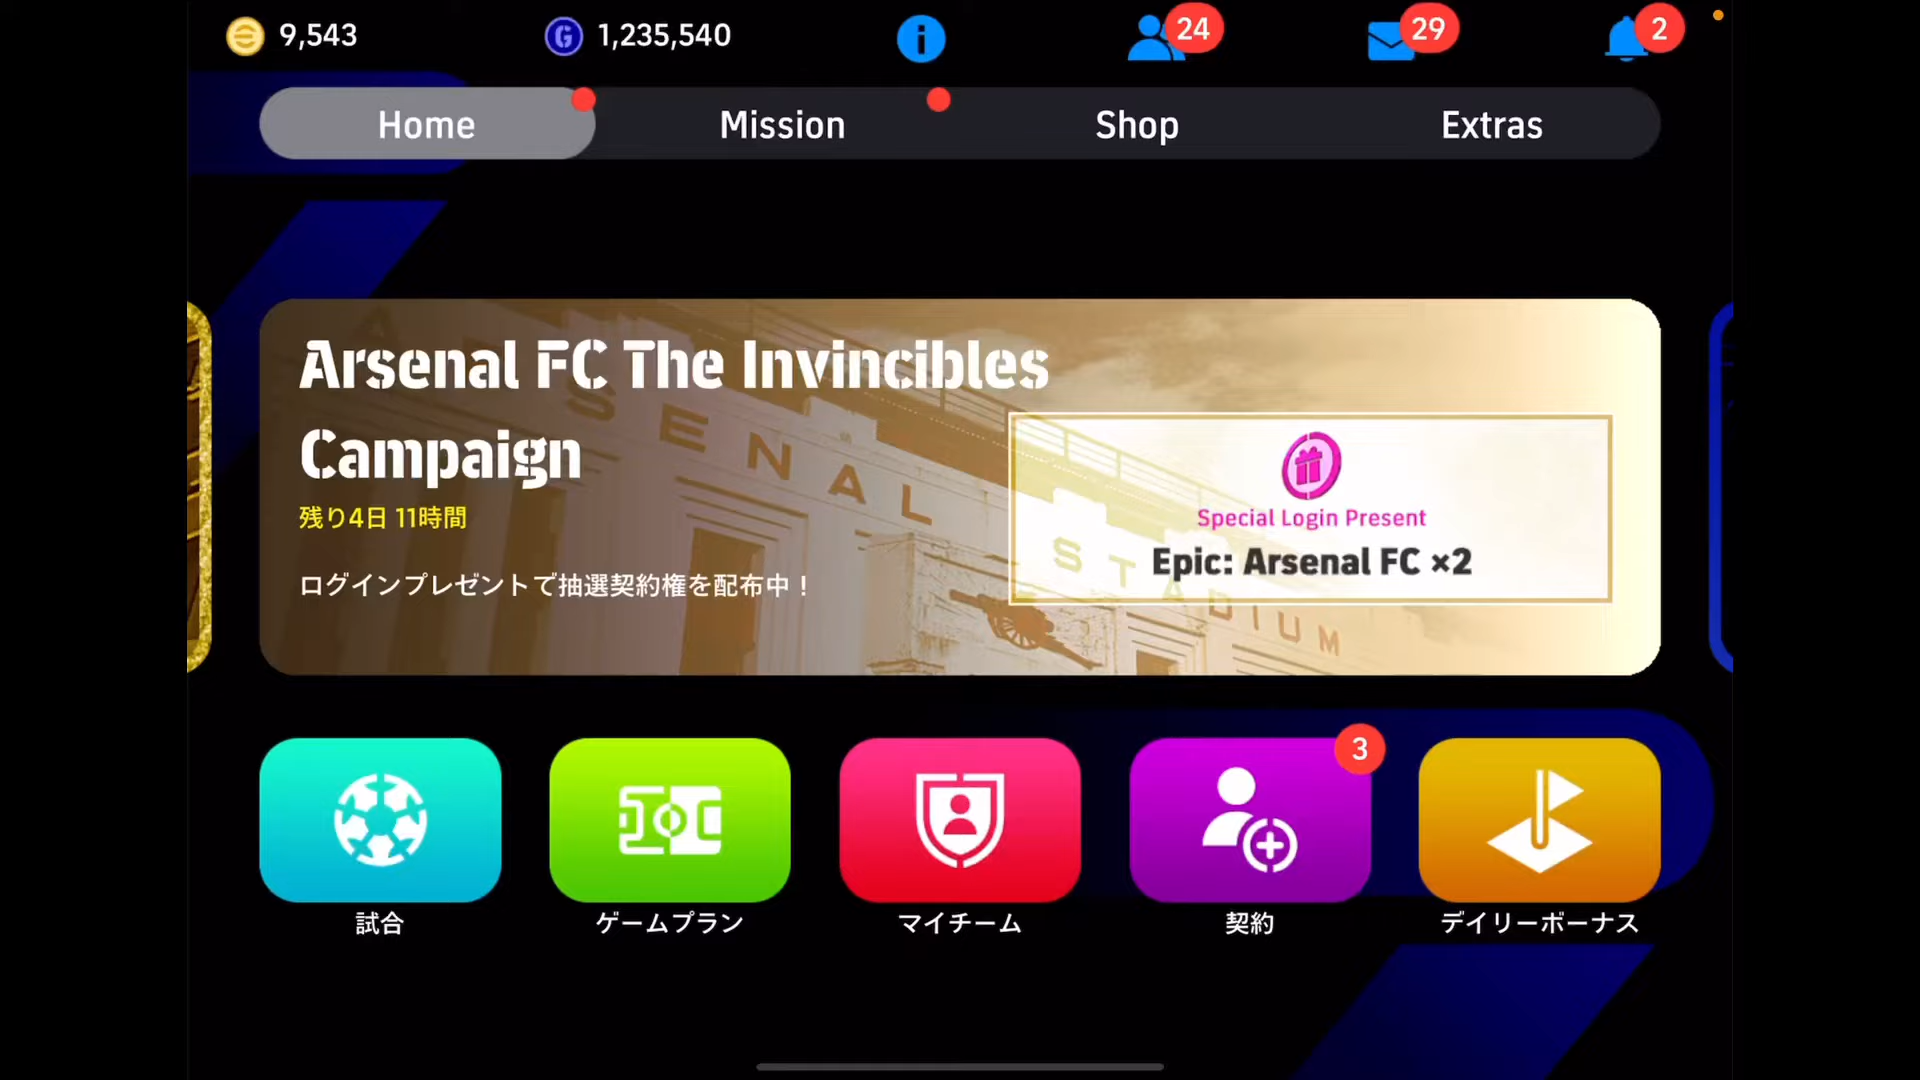 9,543
1,235,540
24
29
2
Home
Mission
Shop
Extras
Arsenal FC The Invincibles
Campaign
残り4日 11時間
ログインプレゼントで抽選契約権を配布中！
ARSENAL
STADIUM
Special Login Present
Epic: Arsenal FC ×2
3
試合
ゲームプラン
マイチーム
契約
デイリーボーナス